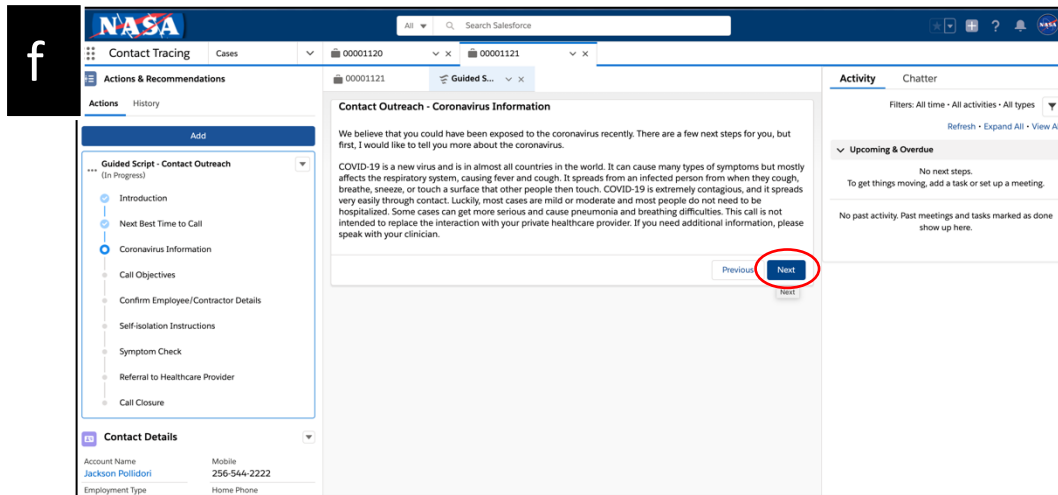 f
NASA
All
Search Salesforce
NASA
Contact Tracing
Cases
00001120
00001121
Actions & Recommendations
Actions
History
Add
Guided Script - Contact Outreach
(In Progress)
Introduction
Next Best Time to Call
Coronavirus Information
Call Objectives
Confirm Employee/Contractor Details
Self-isolation Instructions
Symptom Check
Referral to Healthcare Provider
Call Closure
Contact Details
Account Name
Mobile
Jackson Pollidori
256-544-2222
Employment Type
Home Phone
00001121
Guided S...
Contact Outreach - Coronavirus Information
We believe that you could have been exposed to the coronavirus recently. There are a few next steps for you, but
first, I would like to tell you more about the coronavirus.
COVID-19 is a new virus and is in almost all countries in the world. It can cause many types of symptoms but mostly
affects the respiratory system, causing fever and cough. It spreads from an infected person from when they cough,
breathe, sneeze, or touch a surface that other people then touch. COVID-19 is extremely contagious, and it spreads
very easily through contact. Luckily, most cases are mild or moderate and most people do not need to be
hospitalized. Some cases can get more serious and cause pneumonia and breathing difficulties. This call is not
intended to replace the interaction with your private healthcare provider. If you need additional information, please
speak with your clinician.
Previous
Next
Next
Activity
Chatter
Filters: All time • All activities • All types
Refresh • Expand All • View Al
Upcoming & Overdue
No next steps.
To get things moving, add a task or set up a meeting.
No past activity. Past meetings and tasks marked as done
show up here.